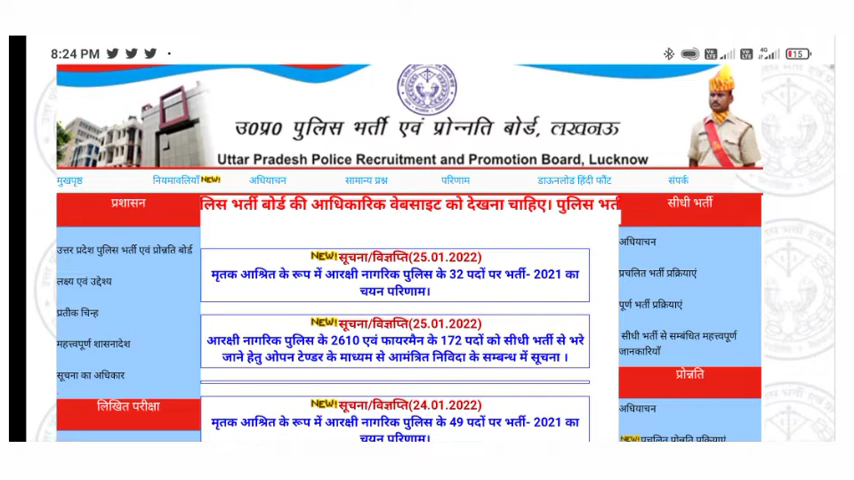 8:24 PM
15
उ०प्र० पुलिस भर्ती एवं प्रोन्नति बोर्ड, लखनऊ
Uttar Pradesh Police Recruitment and Promotion Board, Lucknow
मुखपृष्ठ नियमावलियाँ NEW! अधियाचन सामान्य प्रश्न परिणाम डाऊनलोड हिंदी फौंट संपर्क
प्रशासन
उत्तर प्रदेश पुलिस भर्ती एवं प्रोन्नति बोर्ड
लक्ष्य एवं उद्देश्य
प्रतीक चिन्ह
महत्त्वपूर्ण शासनादेश
सूचना का अधिकार
लिखित परीक्षा
लिस भर्ती बोर्ड की आधिकारिक वेबसाइट को देखना चाहिए। पुलिस भर्त
NEW! सूचना/विज्ञप्ति(25.01.2022)
मृतक आश्रित के रूप में आरक्षी नागरिक पुलिस के 32 पदों पर भर्ती- 2021 का
चयन परिणाम।
NEW! सूचना/विज्ञप्ति(25.01.2022)
आरक्षी नागरिक पुलिस के 2610 एवं फायरमैन के 172 पदों को सीधी भर्ती से भरे
जाने हेतु ओपन टेण्डर के माध्यम से आमंत्रित निविदा के सम्बन्ध में सूचना ।
NEW! सूचना/विज्ञप्ति(24.01.2022)
मृतक आश्रित के रूप में आरक्षी नागरिक पुलिस के 49 पदों पर भर्ती- 2021 का
चयन परिणाम।
सीधी भर्ती
अधियाचन
प्रचलित भर्ती प्रक्रियाएं
पूर्ण भर्ती प्रक्रियाएं
सीधी भर्ती से सम्बंधित महत्त्वपूर्ण
जानकारियाँ
प्रोन्नति
अधियाचन
NEW! प्रचलित प्रोन्नति प्रक्रियाएं